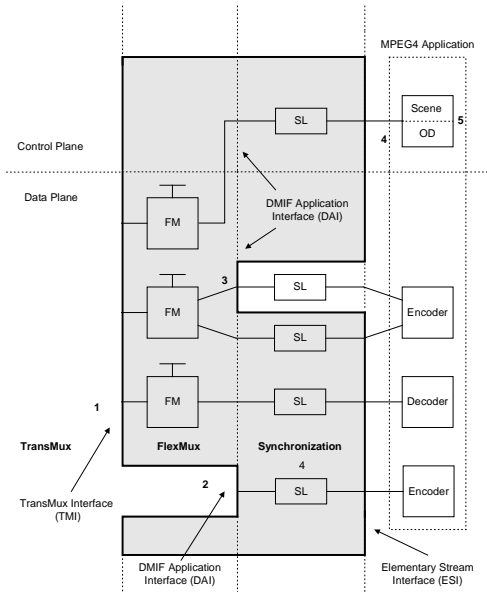 MPEG4 Application
Scene
OD
5
4
SL
Control Plane
Data Plane
DMIF Application
Interface (DAI)
FM
3
SL
FM
Encoder
SL
1
FM
SL
Decoder
TransMux
FlexMux
Synchronization
4
2
SL
Encoder
TransMux Interface
(TMI)
DMIF Application
Interface (DAI)
Elementary Stream
Interface (ESI)